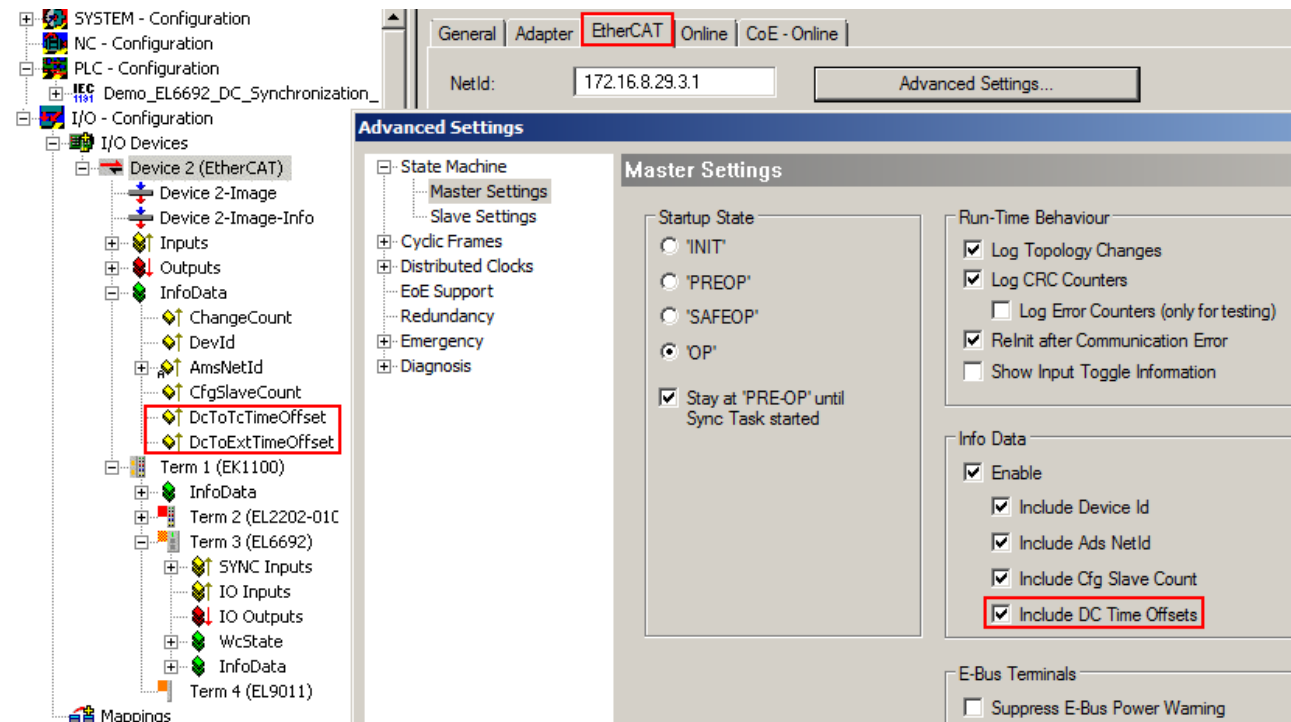 SYSTEM - Configuration
NC - Configuration
PLC - Configuration
IEC
1131
Demo_EL6692_DC_Synchronization_
I/O - Configuration
I/O Devices
Device 2 (EtherCAT)
Device 2-Image
Device 2-Image-Info
Inputs
Outputs
InfoData
ChangeCount
DevId
AmsNetId
CfgSlaveCount
DcToTcTimeOffset
DcToExtTimeOffset
Term 1 (EK1100)
InfoData
Term 2 (EL2202-010
Term 3 (EL6692)
SYNC Inputs
IO Inputs
IO Outputs
WcState
InfoData
Term 4 (EL9011)
Mappings
General Adapter EtherCAT Online CoE - Online
NetId: 172.16.8.29.3.1 Advanced Settings...
Advanced Settings
State Machine
Master Settings
Slave Settings
Cyclic Frames
Distributed Clocks
EoE Support
Redundancy
Emergency
Diagnosis
Master Settings
Startup State
'INIT'
'PREOP'
'SAFEOP'
'OP'
Stay at 'PRE-OP' until
Sync Task started
Run-Time Behaviour
Log Topology Changes
Log CRC Counters
Log Error Counters (only for testing)
ReInit after Communication Error
Show Input Toggle Information
Info Data
Enable
Include Device Id
Include Ads NetId
Include Cfg Slave Count
Include DC Time Offsets
E-Bus Terminals
Suppress E-Bus Power Warning